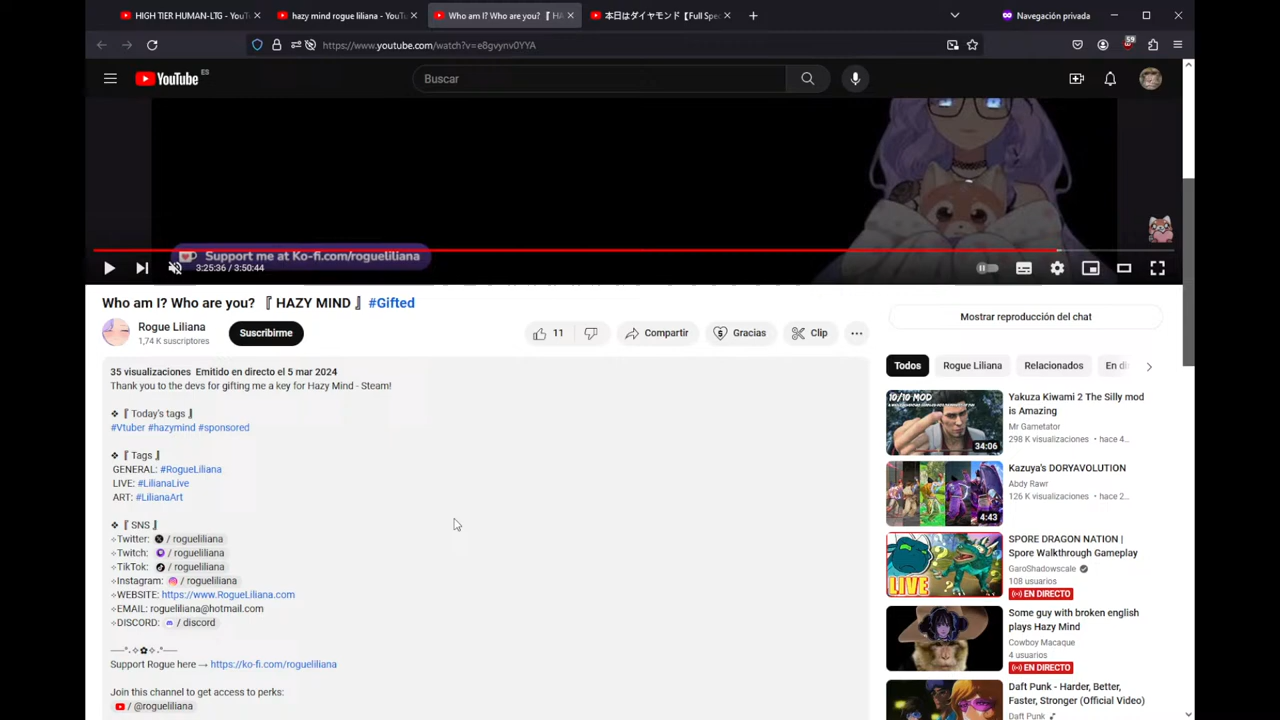 HIGH TIER HUMAN-LTG - YouT
hazy mind rogue liliana - YouTu
Who am I? Who are you? 『 HA
本日はダイヤモンド【Full Spec
Navegación privada
https://www.youtube.com/watch?v=e8gvynv0YYA
59
YouTube ES
Buscar
Support me at Ko-fi.com/rogueliliana
3:25:36 / 3:50:44
Who am I? Who are you? 『 HAZY MIND 』 #Gifted
Rogue Liliana
1,74 K suscriptores
Suscribirme
11
Compartir
Gracias
Clip
35 visualizaciones Emitido en directo el 5 mar 2024
Thank you to the devs for gifting me a key for Hazy Mind - Steam!
❖ 『 Today's tags 』
#Vtuber #hazymind #sponsored
❖ 『 Tags 』
GENERAL: #RogueLiliana
LIVE: #LilianaLive
ART: #LilianaArt
❖ 『 SNS 』
✧Twitter: / rogueliliana
✧Twitch: / rogueliliana
✧TikTok: / rogueliliana
✧Instagram: / rogueliliana
✧WEBSITE: https://www.RogueLiliana.com
✧EMAIL: rogueliliana@hotmail.com
✧DISCORD: / discord
┈┈°.✧✿✧.°┈┈
Support Rogue here → https://ko-fi.com/rogueliliana
Join this channel to get access to perks:
/ @rogueliliana
Mostrar reproducción del chat
Todos
Rogue Liliana
Relacionados
En di
10/10 MOD
34:06
Yakuza Kiwami 2 The Silly mod
is Amazing
Mr Gametator
298 K visualizaciones • hace 4...
4:43
Kazuya's DORYAVOLUTION
Abdy Rawr
126 K visualizaciones • hace 2...
LIVE
SPORE DRAGON NATION |
Spore Walkthrough Gameplay
GaroShadowscale
108 usuarios
EN DIRECTO
Some guy with broken english
plays Hazy Mind
Cowboy Macaque
4 usuarios
EN DIRECTO
Daft Punk - Harder, Better,
Faster, Stronger (Official Video)
Daft Punk